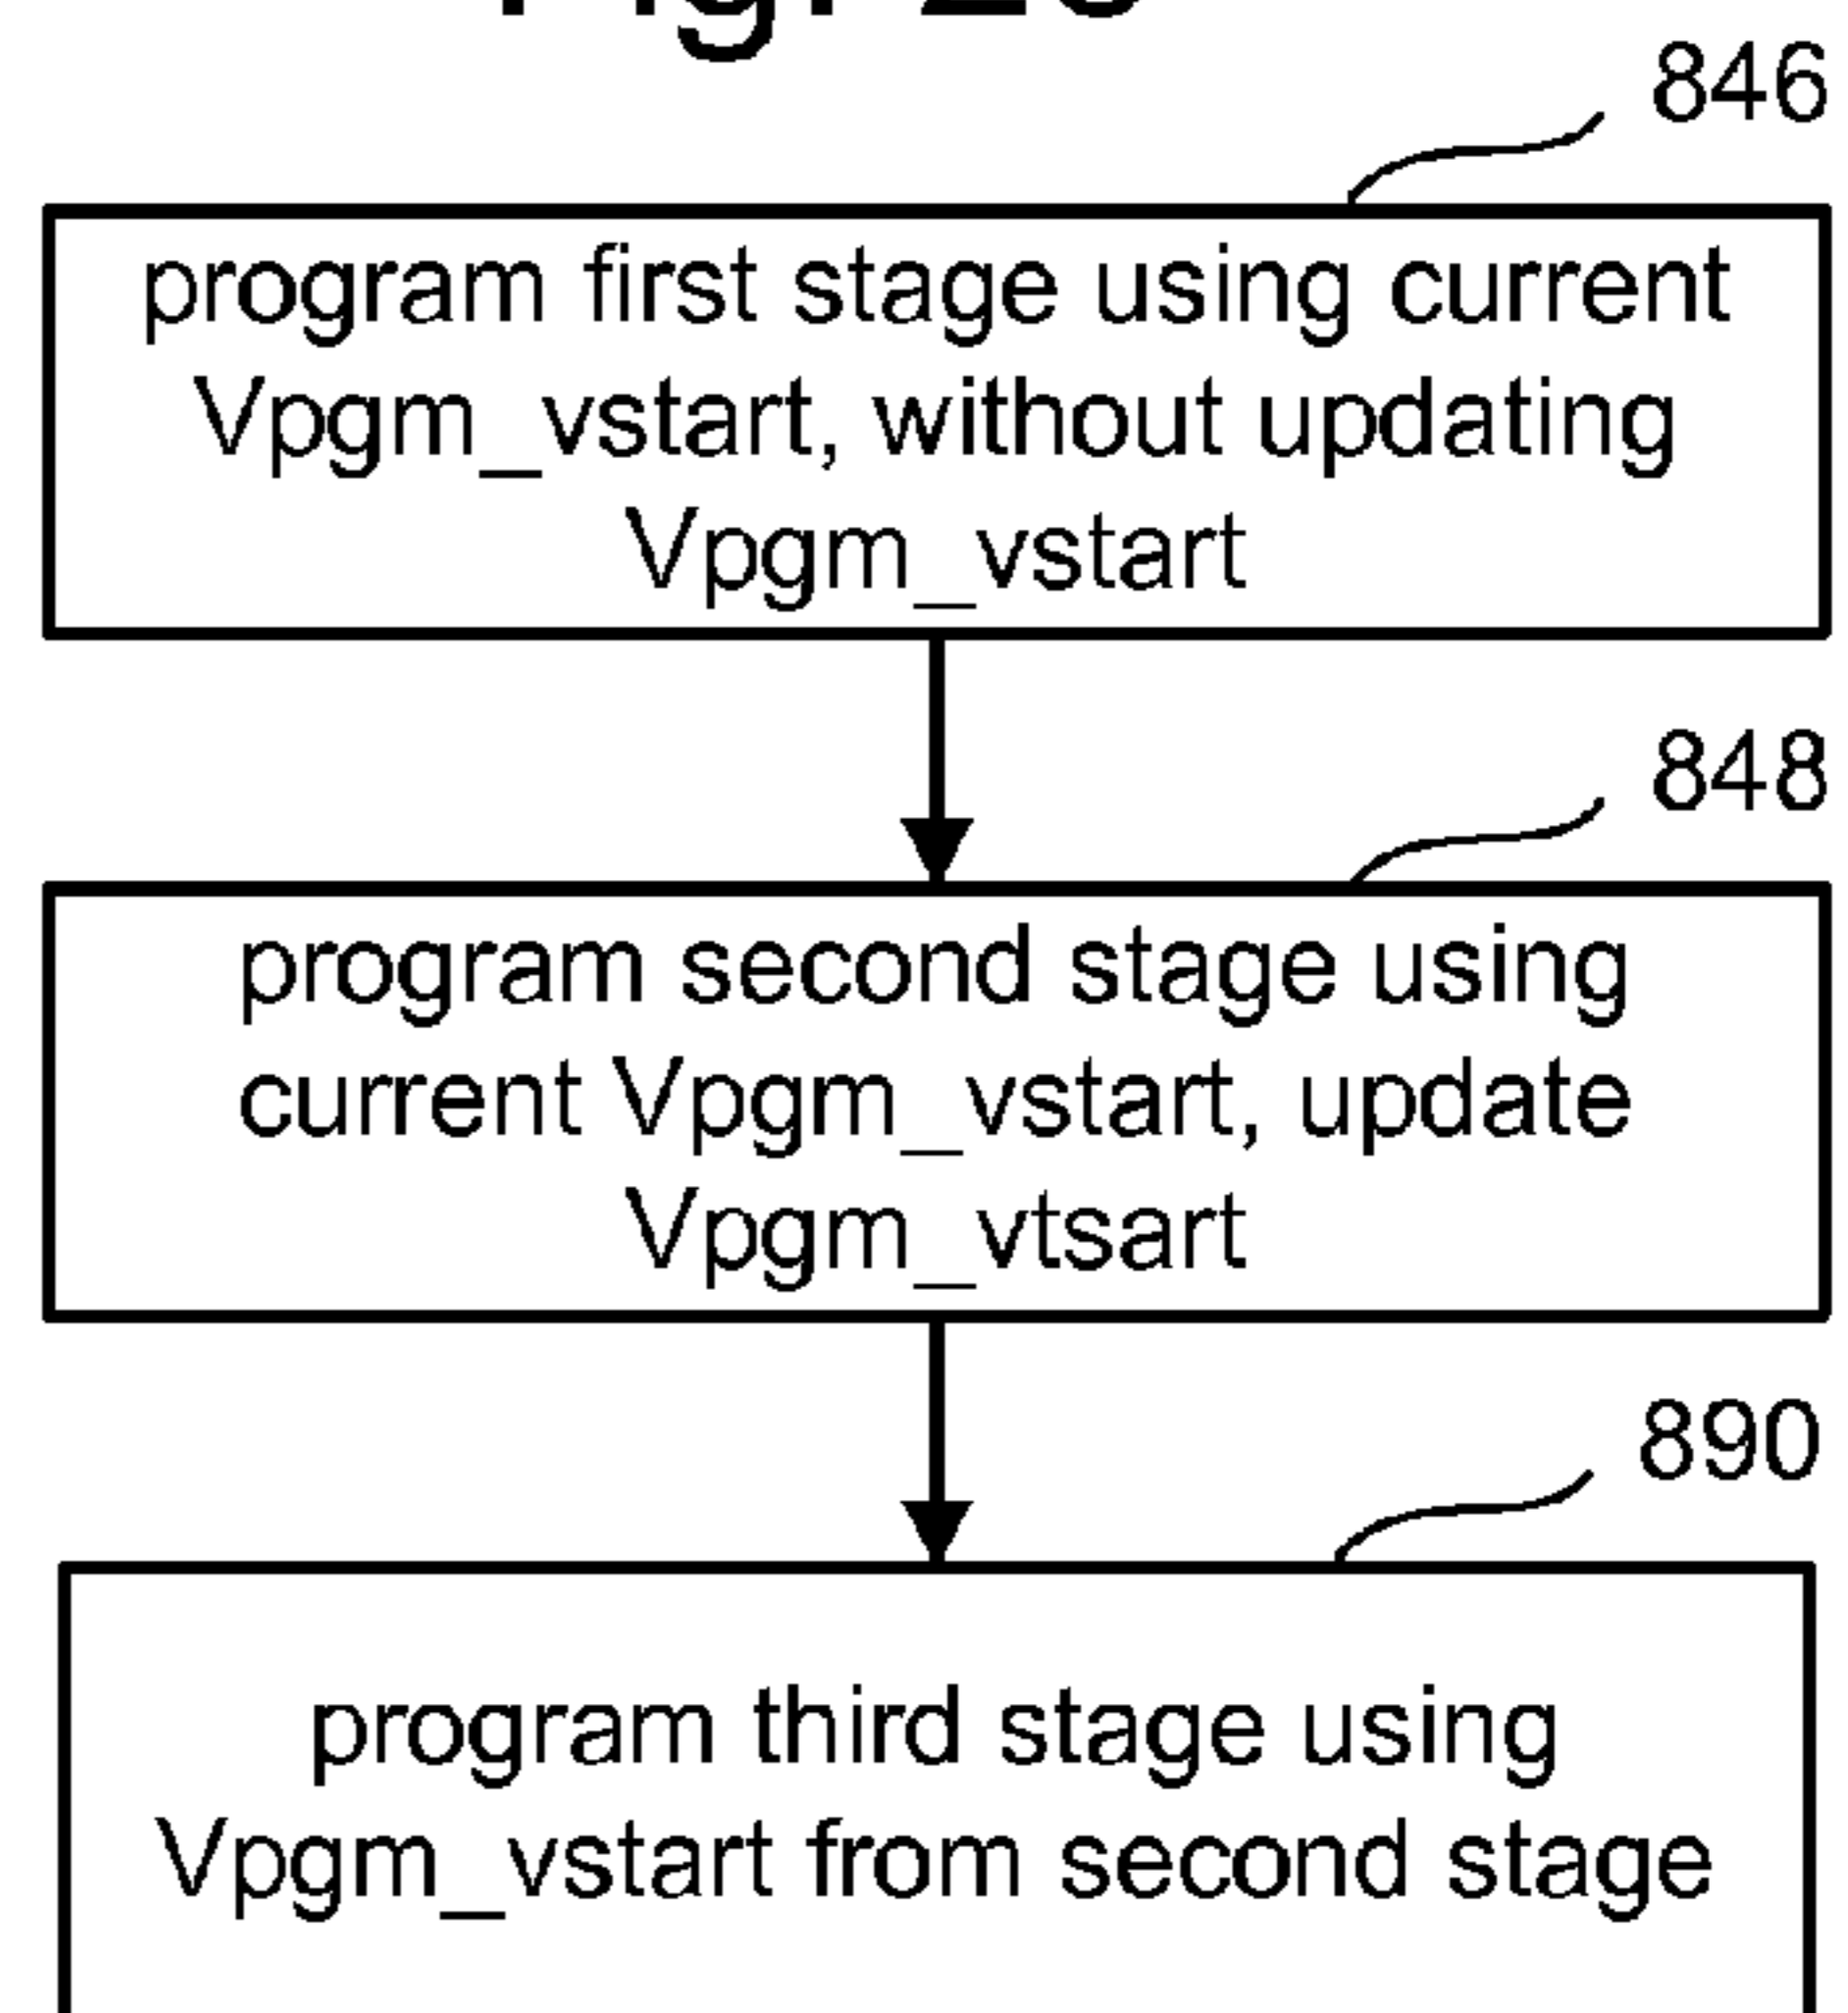 846
program first stage using current
Vpgm_vstart, without updating
Vpgm_vstart
848
program second stage using
current Vpgm_vstart, update
Vpgm_vtsart
890
program third stage using
Vpgm_vstart from second stage